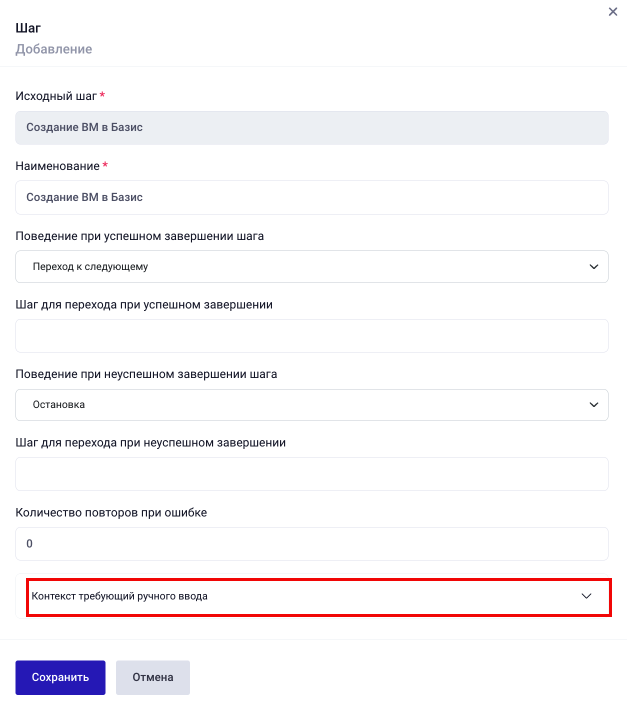 Шаг
Добавление
Исходный шаг *
Создание ВМ в Базис
Наименование *
Создание ВМ в Базис
Поведение при успешном завершении шага
Переход к следующему
Шаг для перехода при успешном завершении
Поведение при неуспешном завершении шага
Остановка
Шаг для перехода при неуспешном завершении
Количество повторов при ошибке
0
Контекст требующий ручного ввода
Сохранить Отмена